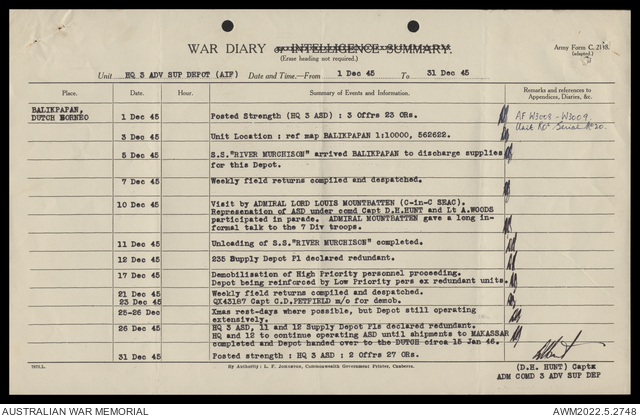 WAR DIARY or INTELLIGENCE SUMMARY.
(Erase heading not required.)
Army Form C. 2118.
(adapted.)
Unit HQ 3 ADV SUP DEPOT (AIF) Date and Time.—From 1 Dec 45 To 31 Dec 45
Place. Date. Hour. Summary of Events and Information. Remarks and references to
Appendices, Diaries, &c.
BALIKPAPAN,
DUTCH BORNEO
1 Dec 45 Posted Strength (HQ 3 ASD) : 3 Offrs 23 ORs. AF W3008 - W3009
Unit RO's Serial No 20.
3 Dec 45 Unit Location : ref map BALIKPAPAN 1:10000, 562622.
5 Dec 45 S.S."RIVER MURCHISON" arrived BALIKPAPAN to discharge supplies
for this Depot.
7 Dec 45 Weekly field returns compiled and despatched.
10 Dec 45 Visit by ADMIRAL LORD LOUIS MOUNTBATTEN (C-in-C SEAC).
Represenation of ASD under comd Capt D.H.HUNT and Lt A.WOODS
participated in parade. ADMIRAL MOUNTBATTEN gave a long in-
formal talk to the 7 Div troops.
11 Dec 45 Unloading of S.S."RIVER MURCHISON" completed.
12 Dec 45 235 Supply Depot Pl declared redundant.
17 Dec 45 Demobilisation of High Priority personnel proceeding.
Depot being reinforced by Low Priority pers ex redundant units.
21 Dec 45 Weekly field returns compiled and despatched.
23 Dec 45 QX43187 Capt C.D.PETFIELD m/o for demob.
25-26 Dec Xmas rest-days where possible, but Depot still operating
extensively.
26 Dec 45 HQ 3 ASD, 11 and 12 Supply Depot Pls declared redundant.
HQ and 12 to continue operating ASD until shipments to MAKASSAR
completed and Depot handed over to the DUTCH circa 15 Jan 46.
31 Dec 45 Posted strength : HQ 3 ASD : 2 Offrs 27 ORs.
By Authority : L. F. Johnston, Commonwealth Government Printer, Canberra.
(D.H. HUNT) Capt
ADM COMD 3 ADV SUP DEP
AUSTRALIAN WAR MEMORIAL
AWM2022.5.2748